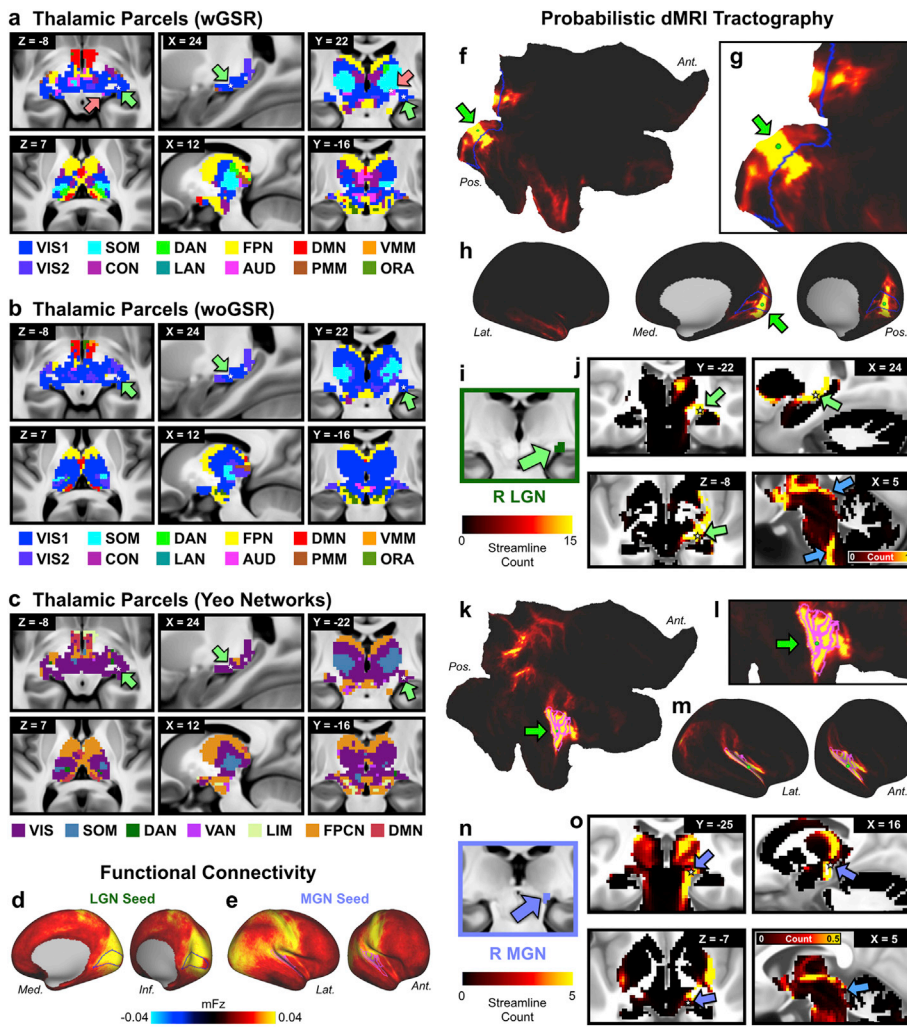 a Thalamic Parcels (wGSR)
Z = -8
X = 24
Y = 22
Z = 7
X = 12
Y = -16
VIS1 SOM DAN FPN DMN VMM
VIS2 CON LAN AUD PMM ORA
b Thalamic Parcels (woGSR)
Z = -8
X = 24
Y = 22
Z = 7
X = 12
Y = -16
VIS1 SOM DAN FPN DMN VMM
VIS2 CON LAN AUD PMM ORA
c Thalamic Parcels (Yeo Networks)
Z = -8
X = 24
Y = -22
Z = 7
X = 12
Y = -16
VIS SOM DAN VAN LIM FPCN DMN
Functional Connectivity
d LGN Seed
e MGN Seed
Med.
Inf.
Lat.
Ant.
mFz
-0.04 0.04
Probabilistic dMRI Tractography
f
Ant.
Pos.
g
h
Lat.
Med.
Pos.
i
R LGN
0 15
Streamline
Count
j
Y = -22
X = 24
Z = -8
X = 5
0 Count
k
Pos.
Ant.
l
m
Lat.
Ant.
n
R MGN
0 5
Streamline
Count
o
Y = -25
X = 16
Z = -7
0 Count 0.5
X = 5